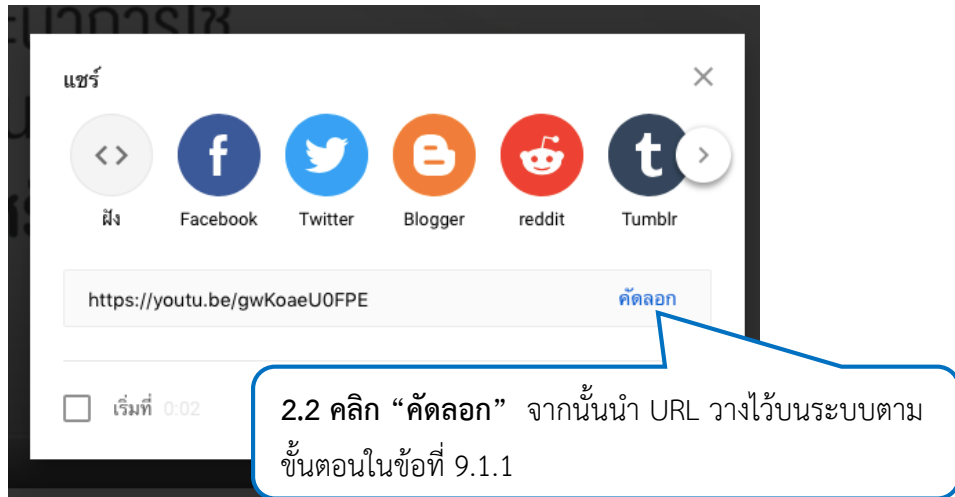 แชร์
ฝัง Facebook Twitter Blogger reddit Tumblr
https://youtu.be/gwKoaeU0FPE คัดลอก
เริ่มที่ 0:02
2.2 คลิก “คัดลอก” จากนั้นนำ URL วางไว้บนระบบตาม
ขั้นตอนในข้อที่ 9.1.1